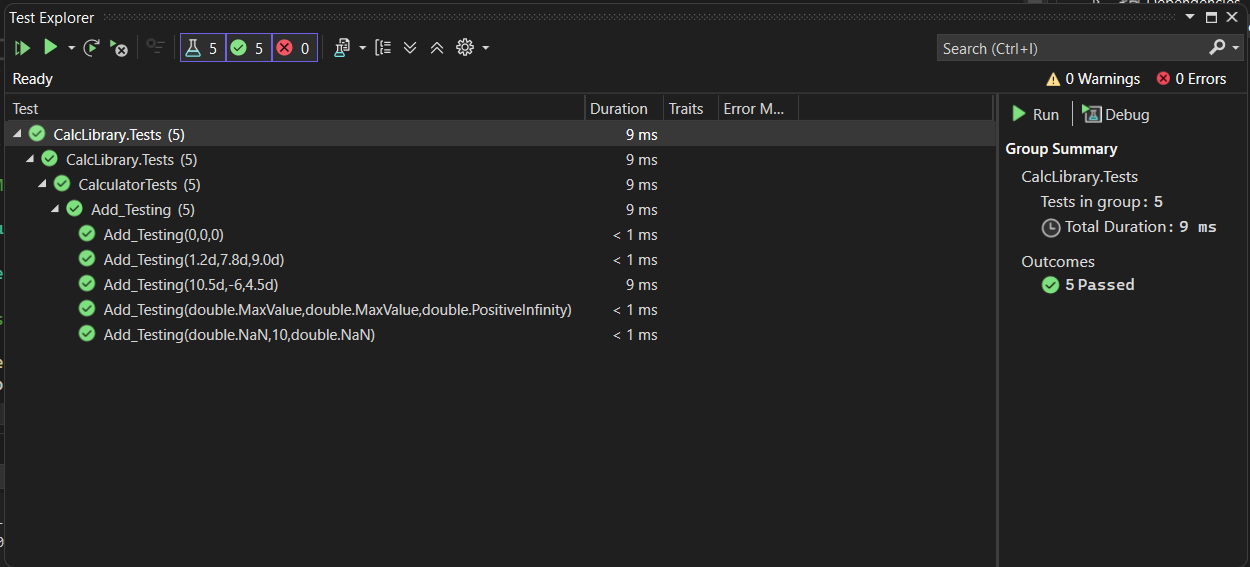 Test Explorer
5 5 0
Search (Ctrl+I)
Ready
0 Warnings 0 Errors
Test Duration Traits Error M...
Run Debug
CalcLibrary.Tests (5) 9 ms
Group Summary
CalcLibrary.Tests (5) 9 ms
CalcLibrary.Tests
CalculatorTests (5) 9 ms
Tests in group: 5
Add_Testing (5) 9 ms
Total Duration: 9 ms
Add_Testing(0,0,0) < 1 ms
Add_Testing(1.2d,7.8d,9.0d) < 1 ms
Outcomes
Add_Testing(10.5d,-6,4.5d) 9 ms
5 Passed
Add_Testing(double.MaxValue,double.MaxValue,double.PositiveInfinity) < 1 ms
Add_Testing(double.NaN,10,double.NaN) < 1 ms